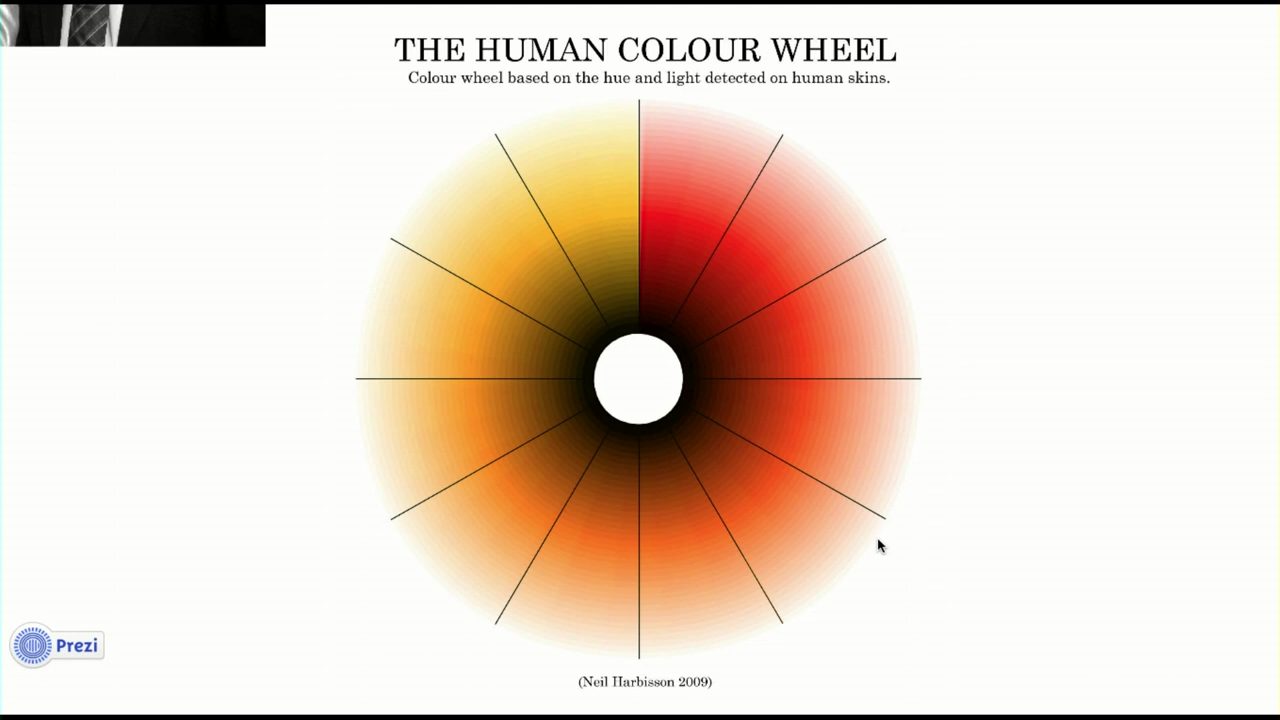 THE HUMAN COLOUR WHEEL
Colour wheel based on the hue and light detected on human skins.
Prezi
(Neil Harbisson 2009)